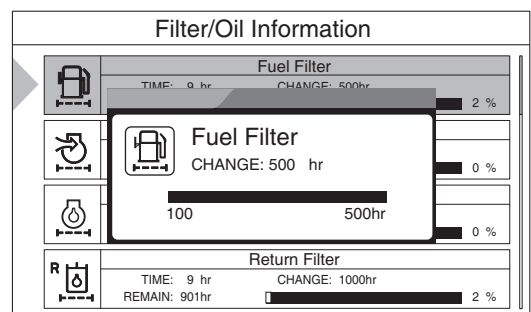 Filter/Oil Information
Fuel Filter
TIME: 9 hr CHANGE: 500hr
2 %
Fuel Filter
CHANGE: 500 hr
100 500hr
0 %
0 %
Return Filter
R
TIME: 9 hr CHANGE: 1000hr
REMAIN: 901hr 2 %